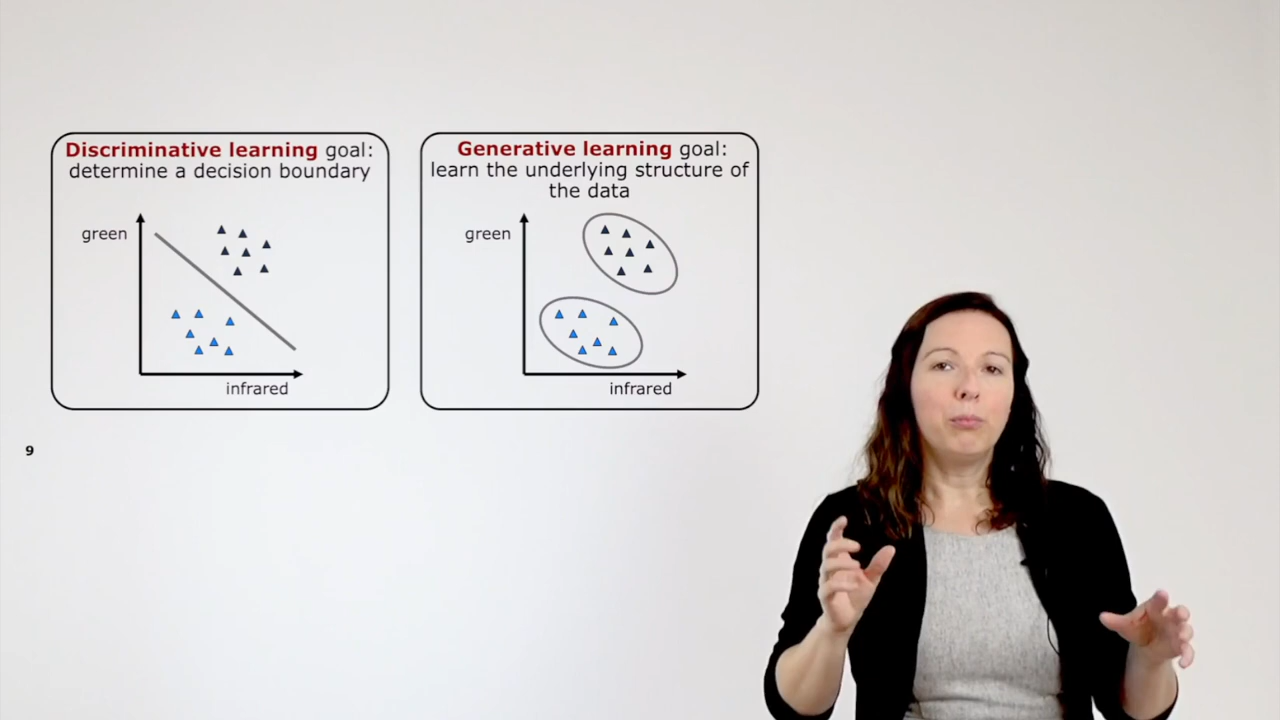 Discriminative learning goal:
determine a decision boundary
green
infrared
Generative learning goal:
learn the underlying structure of
the data
green
infrared
9